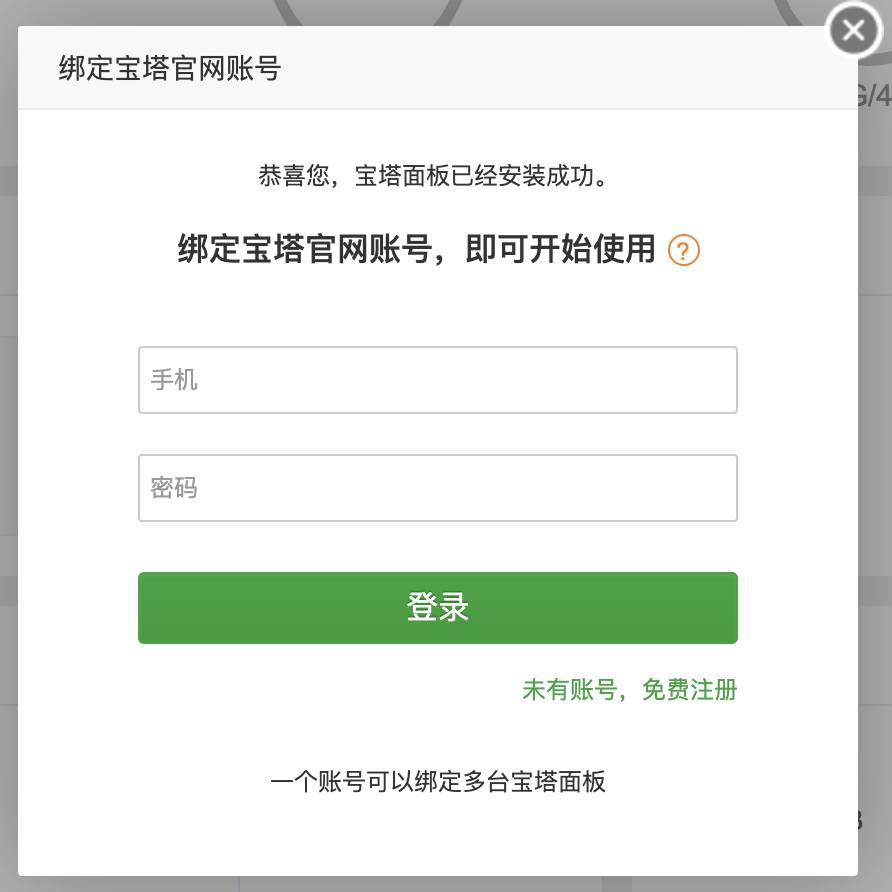 绑定宝塔官网账号
G/4
恭喜您，宝塔面板已经安装成功。
绑定宝塔官网账号，即可开始使用 ?
手机
密码
登录
未有账号，免费注册
一个账号可以绑定多台宝塔面板